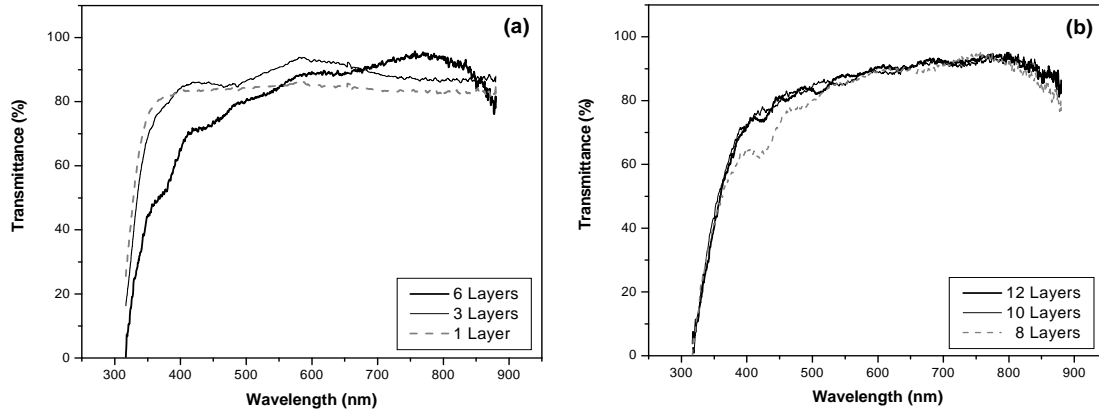 (a)
Transmittance (%)
100
80
60
40
20
0
300 400 500 600 700 800 900
Wavelength (nm)
6 Layers
3 Layers
1 Layer
(b)
Transmittance (%)
100
80
60
40
20
0
300 400 500 600 700 800 900
Wavelength (nm)
12 Layers
10 Layers
8 Layers